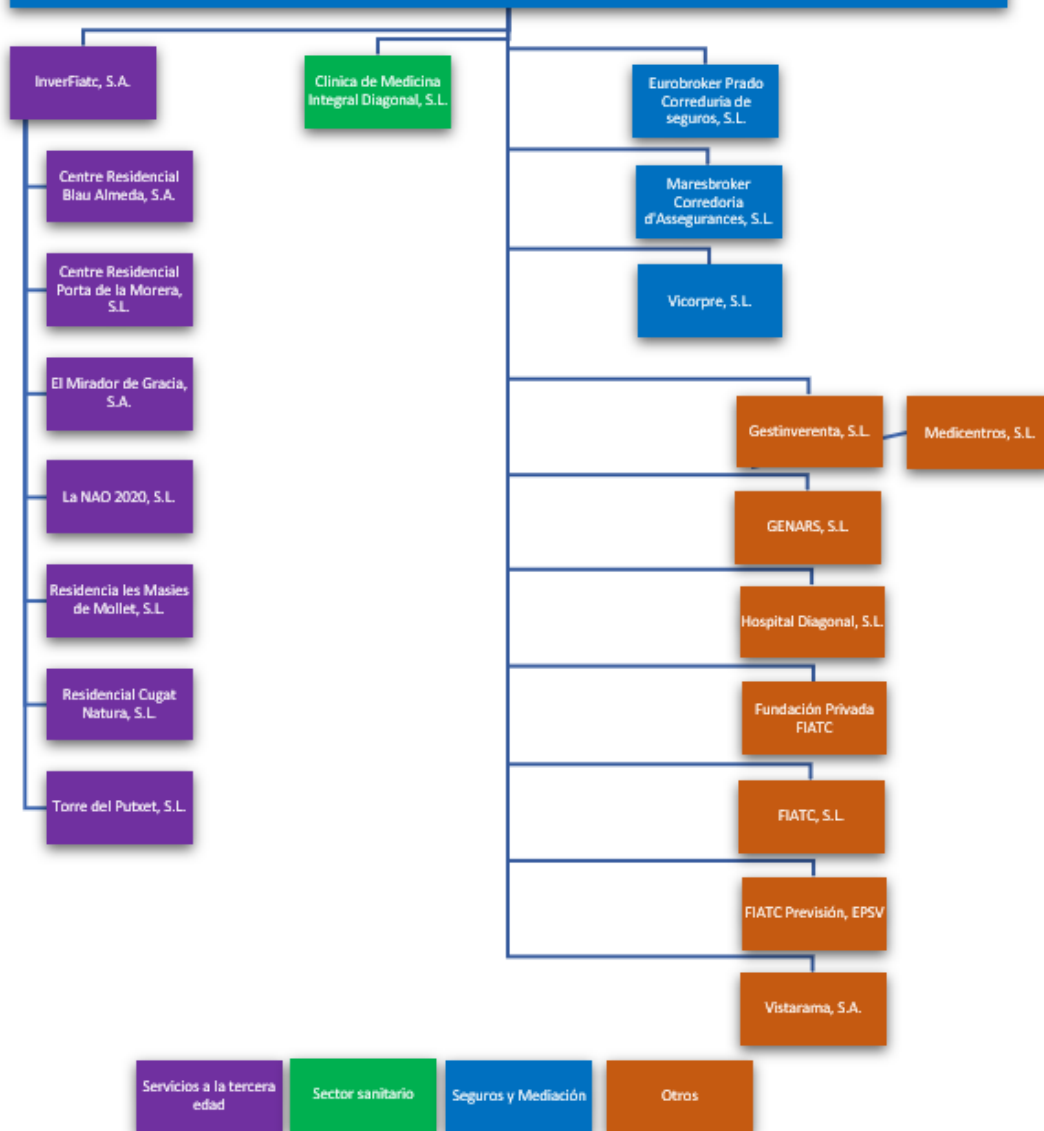 InverFiatc, S.A.
Clinica de Medicina
Integral Diagonal, S.L.
Eurobroker Prado
Correduria de
seguros, S.L.
Maresbroker
Corredoria
d'Assegurances, S.L.
Vicorpre, S.L.
Centre Residencial
Blau Almeda, S.A.
Centre Residencial
Porta de la Morera,
S.L.
El Mirador de Gracia,
S.A.
La NAO 2020, S.L.
Residencia les Masies
de Mollet, S.L.
Residencial Cugat
Natura, S.L.
Torre del Putxet, S.L.
Gestinverenta, S.L.
Medicentros, S.L.
GENARS, S.L.
Hospital Diagonal, S.L.
Fundación Privada
FIATC
FIATC, S.L.
FIATC Previsión, EPSV
Vistarama, S.A.
Servicios a la tercera
edad
Sector sanitario
Seguros y Mediación
Otros